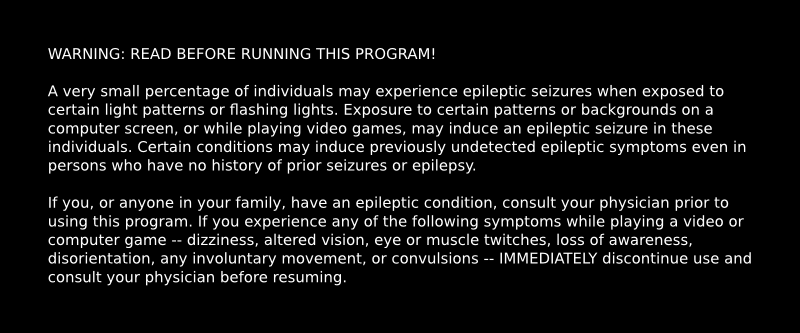 WARNING: READ BEFORE RUNNING THIS PROGRAM!
A very small percentage of individuals may experience epileptic seizures when exposed to
certain light patterns or flashing lights. Exposure to certain patterns or backgrounds on a
computer screen, or while playing video games, may induce an epileptic seizure in these
individuals. Certain conditions may induce previously undetected epileptic symptoms even in
persons who have no history of prior seizures or epilepsy.
If you, or anyone in your family, have an epileptic condition, consult your physician prior to
using this program. If you experience any of the following symptoms while playing a video or
computer game -- dizziness, altered vision, eye or muscle twitches, loss of awareness,
disorientation, any involuntary movement, or convulsions -- IMMEDIATELY discontinue use and
consult your physician before resuming.